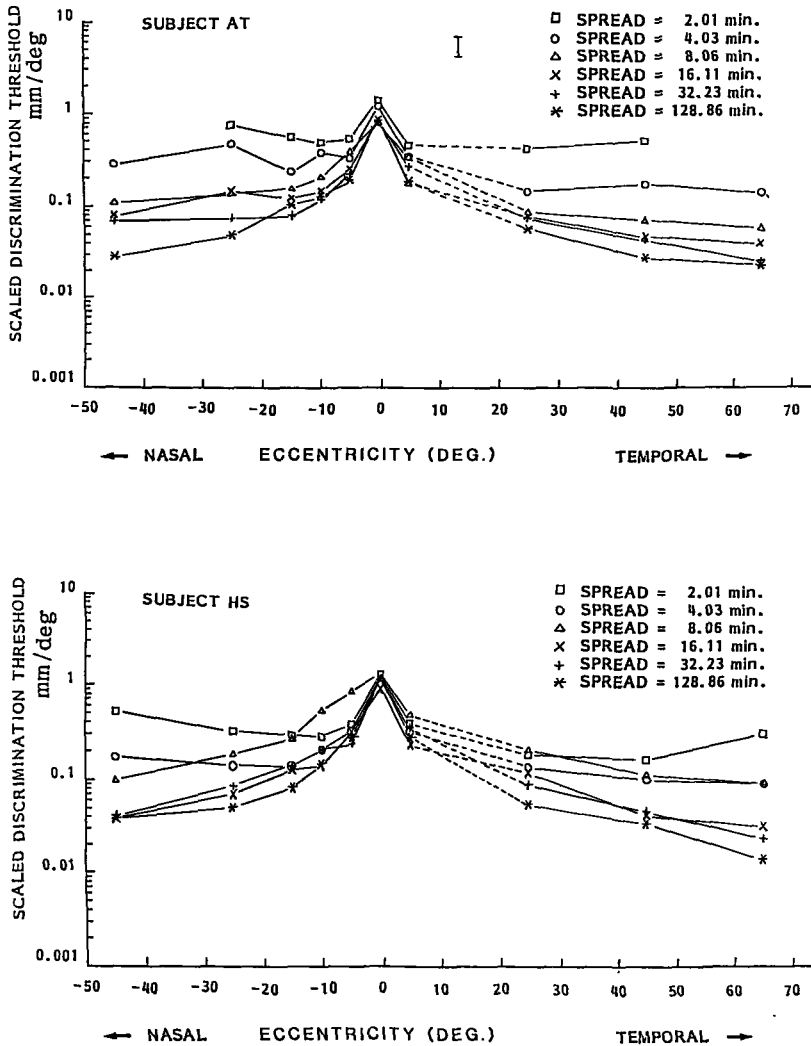 SUBJECT AT
SPREAD = 2.01 min.
SPREAD = 4.03 min.
SPREAD = 8.06 min.
SPREAD = 16.11 min.
SPREAD = 32.23 min.
SPREAD = 128.86 min.
SCALED DISCRIMINATION THRESHOLD
mm/deg
10
1
0.1
0.01
0.001
-50 -40 -30 -20 -10 0 10 20 30 40 50 60 70
← NASAL ECCENTRICITY (DEG.) TEMPORAL →
SUBJECT HS
SPREAD = 2.01 min.
SPREAD = 4.03 min.
SPREAD = 8.06 min.
SPREAD = 16.11 min.
SPREAD = 32.23 min.
SPREAD = 128.86 min.
SCALED DISCRIMINATION THRESHOLD
mm/deg
10
1
0.1
0.01
0.001
-50 -40 -30 -20 -10 0 10 20 30 40 50 60 70
← NASAL ECCENTRICITY (DEG.) TEMPORAL →